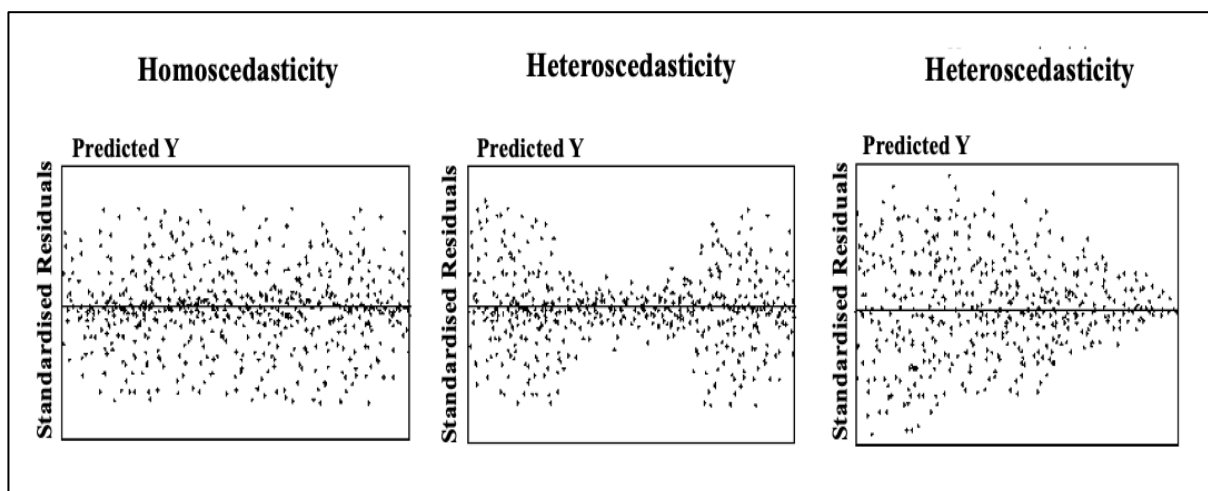 Homoscedasticity
Predicted Y
Standardised Residuals
Heteroscedasticity
Predicted Y
Standardised Residuals
Heteroscedasticity
Predicted Y
Standardised Residuals